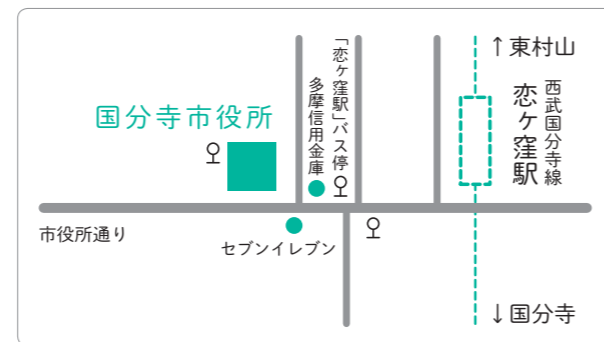 ↑東村山
西武国分寺線
恋ヶ窪駅
「恋ヶ窪駅」バス停
多摩信用金庫
国分寺市役所
市役所通り
セブンイレブン
↓国分寺